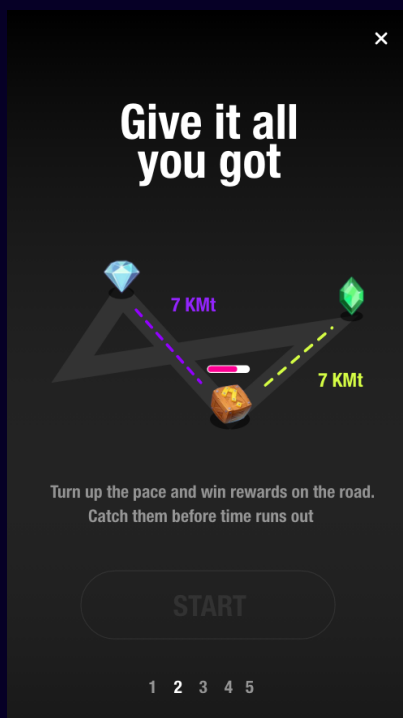 Give it all
you got
7 KMt
7 KMt
Turn up the pace and win rewards on the road.
Catch them before time runs out
START
1 2 3 4 5